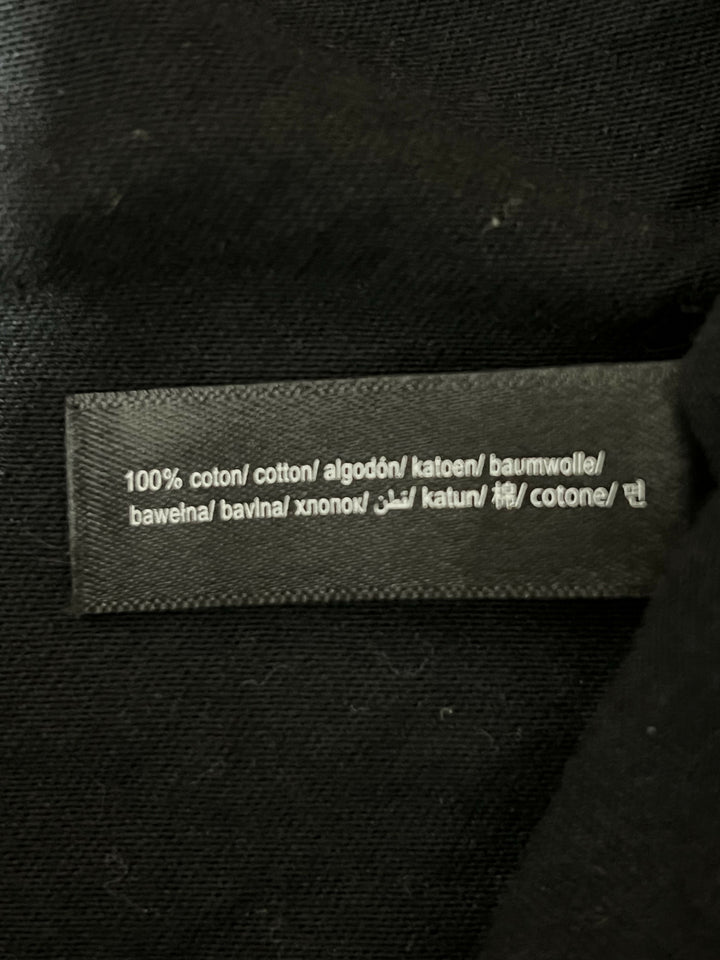 100% coton/ cotton/ algodón/ katoen/ baumwolle/
bawełna/ bavlna/ хлопок/ قطن/ katun/ 棉/ cotone/ 면